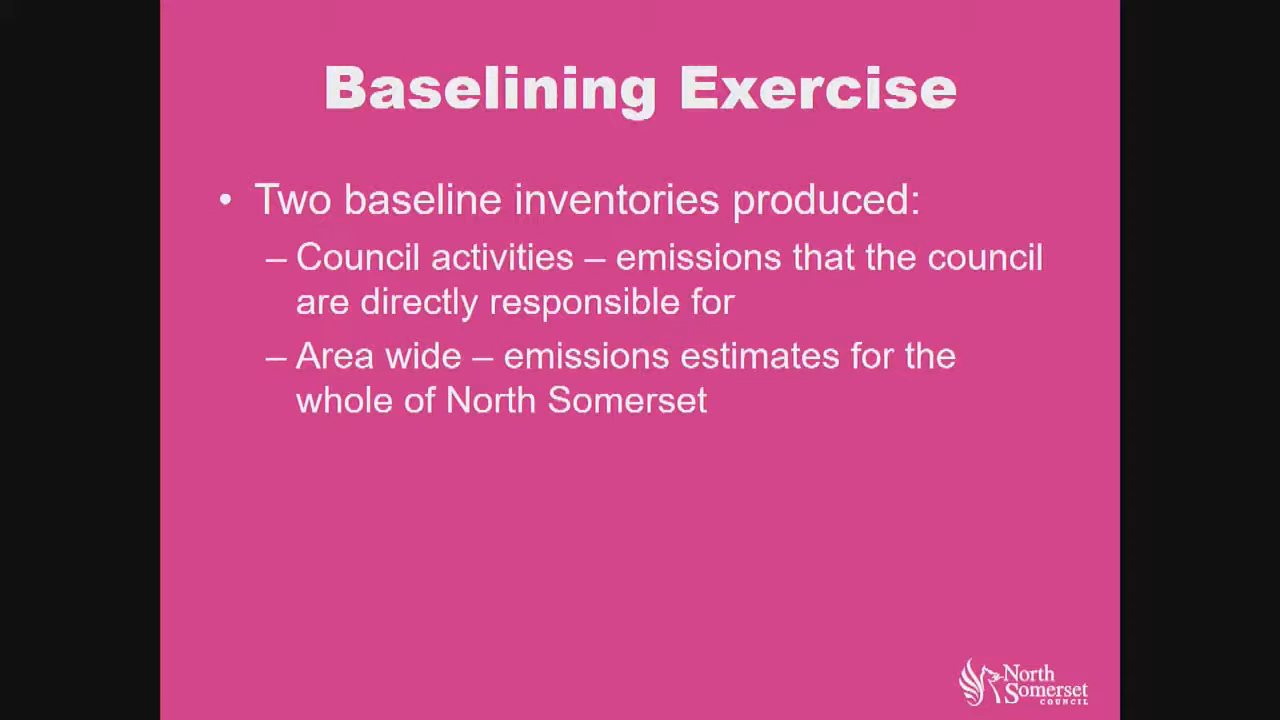 Baselining Exercise
• Two baseline inventories produced:
– Council activities – emissions that the council
are directly responsible for
– Area wide – emissions estimates for the
whole of North Somerset
North
Somerset
COUNCIL